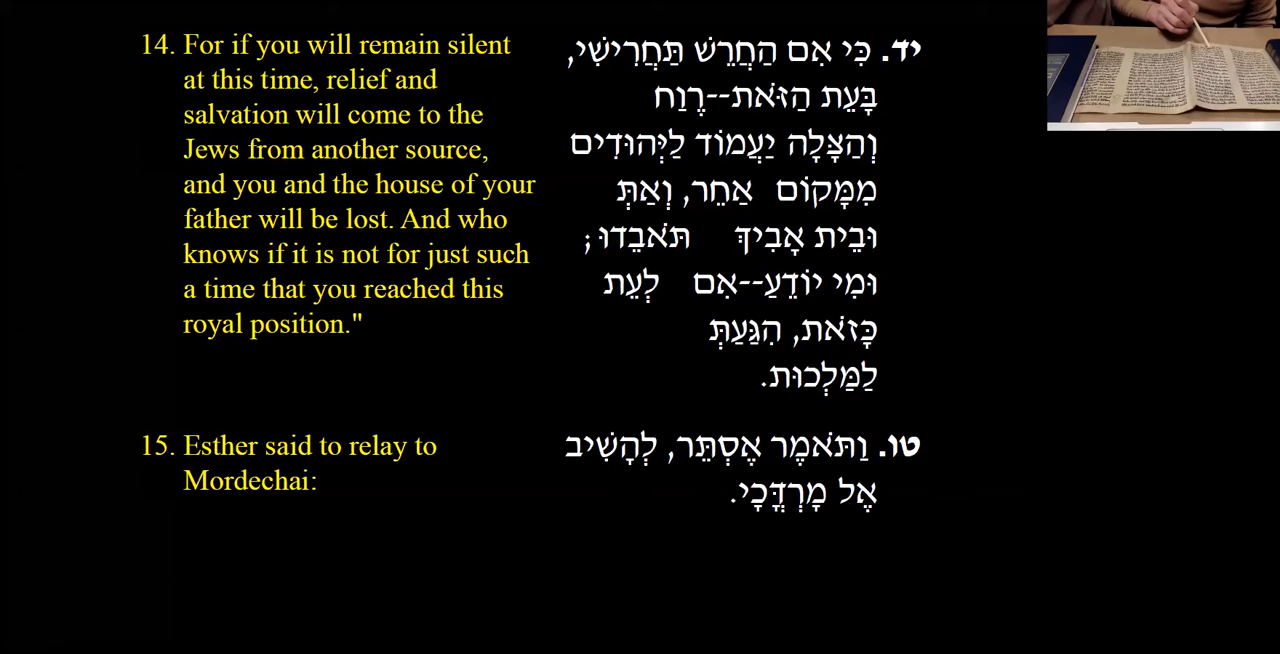 14. For if you will remain silent
at this time, relief and
salvation will come to the
Jews from another source,
and you and the house of your
father will be lost. And who
knows if it is not for just such
a time that you reached this
royal position."
יד. כִּי אִם הַחֲרֵשׁ תַּחֲרִישִׁי,
בָּעֵת הַזֹּאת--רֶוַח
וְהַצָּלָה יַעֲמוֹד לַיְּהוּדִים
מִמָּקוֹם אַחֵר, וְאַתְּ
וּבֵית אָבִיךְ תֹּאבֵדוּ;
וּמִי יוֹדֵעַ--אִם לְעֵת
כָּזֹאת, הִגַּעַתְּ
לַמַּלְכוּת.
15. Esther said to relay to
Mordechai:
טו. וַתֹּאמֶר אֶסְתֵּר, לְהָשִׁיב
אֶל מָרְדֳּכָי.